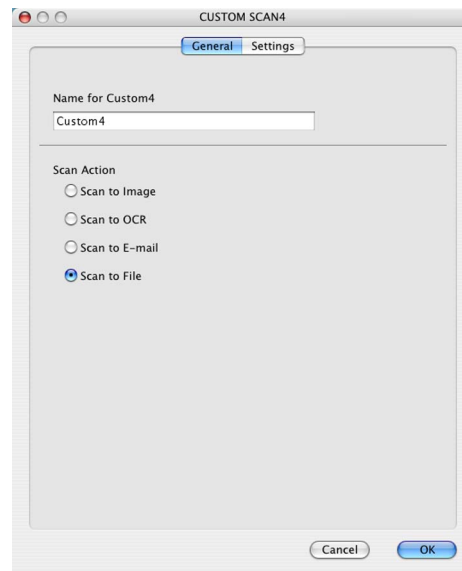 CUSTOM SCAN4
General Settings
Name for Custom4
Custom4
Scan Action
Scan to Image
Scan to OCR
Scan to E-mail
Scan to File
Cancel OK